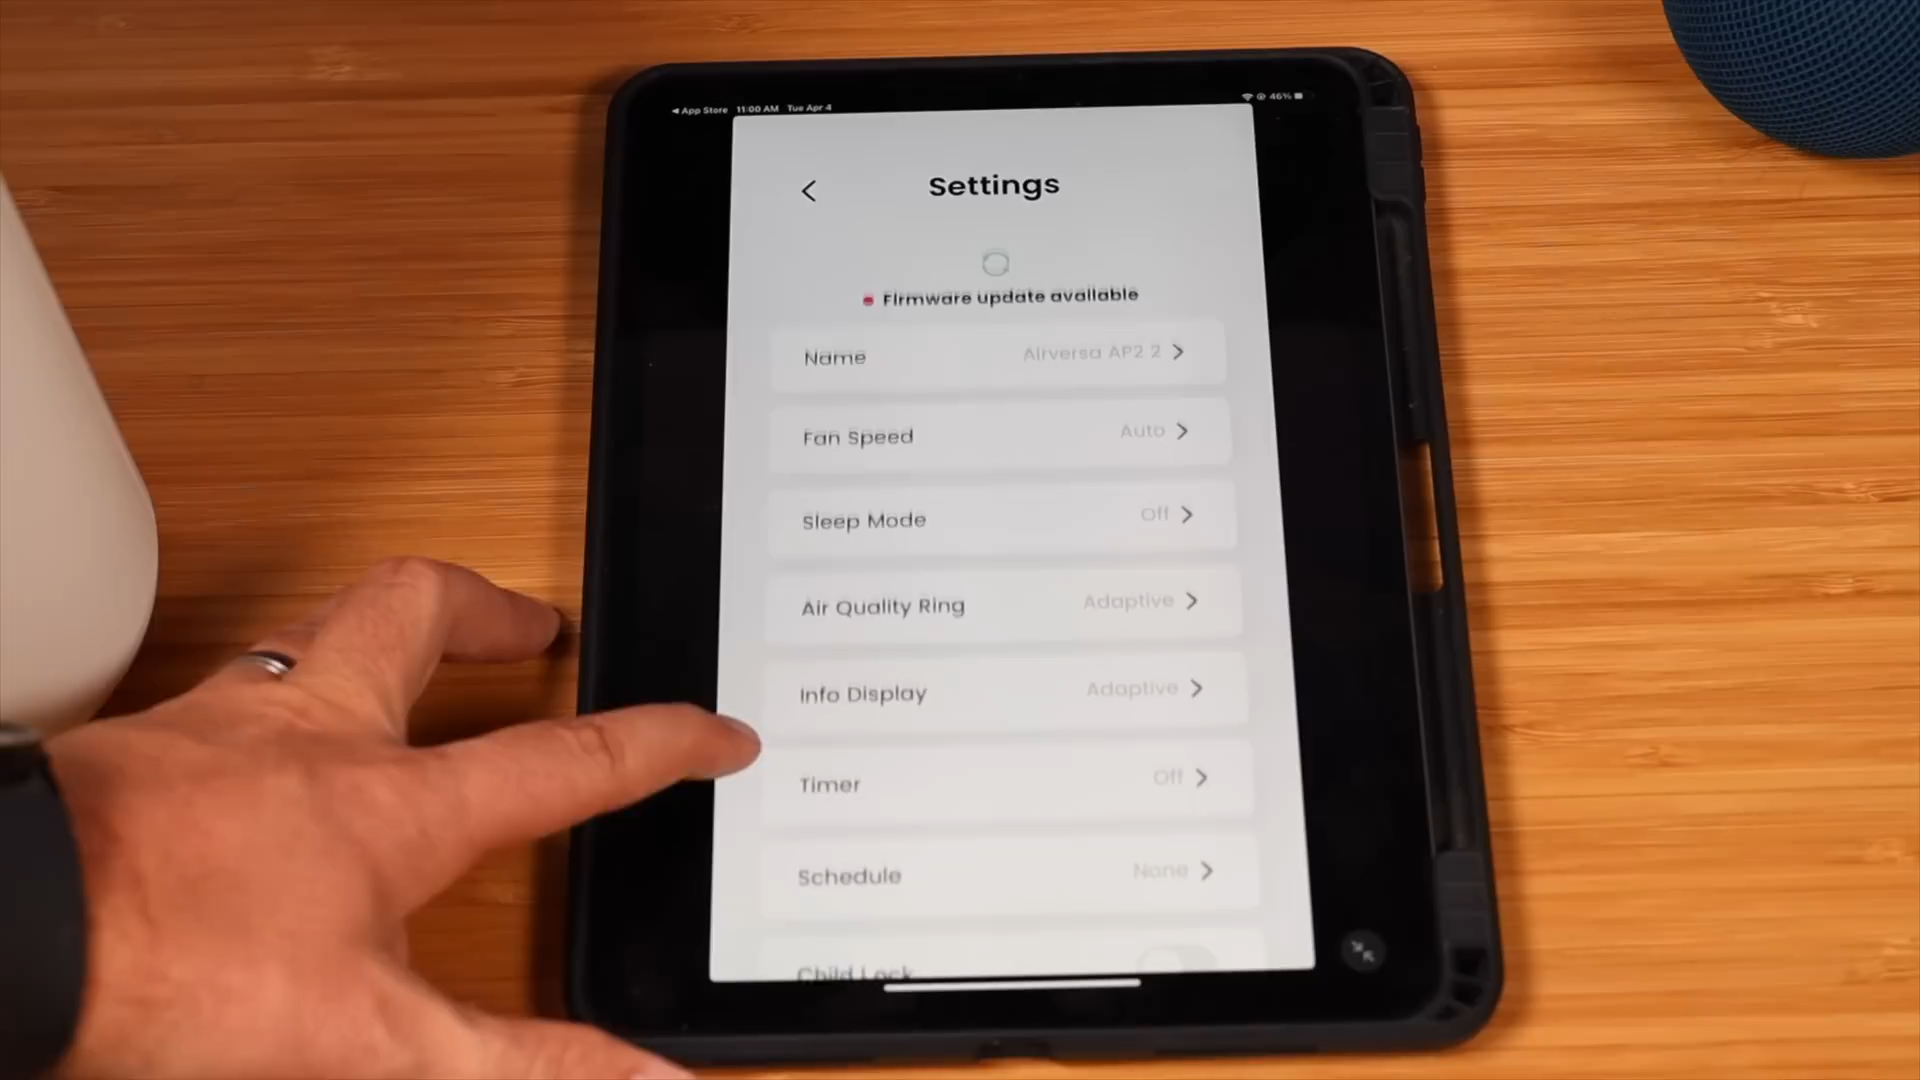 ◀ App Store 11:00 AM Tue Apr 4 46%
Settings
Firmware update available
Name Airversa AP2 2
Fan Speed Auto
Sleep Mode Off
Air Quality Ring Adaptive
Info Display Adaptive
Timer Off
Schedule None
Child Lock